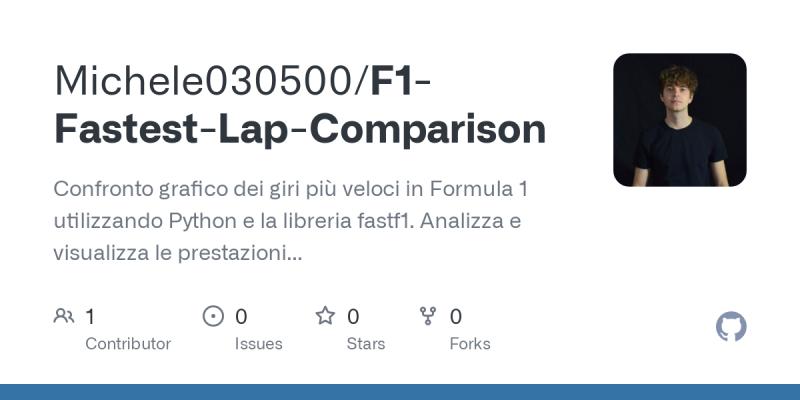 Michele030500/F1-
Fastest-Lap-Comparison
Confronto grafico dei giri più veloci in Formula 1
utilizzando Python e la libreria fastf1. Analizza e
visualizza le prestazioni...
1
Contributor
0
Issues
0
Stars
0
Forks